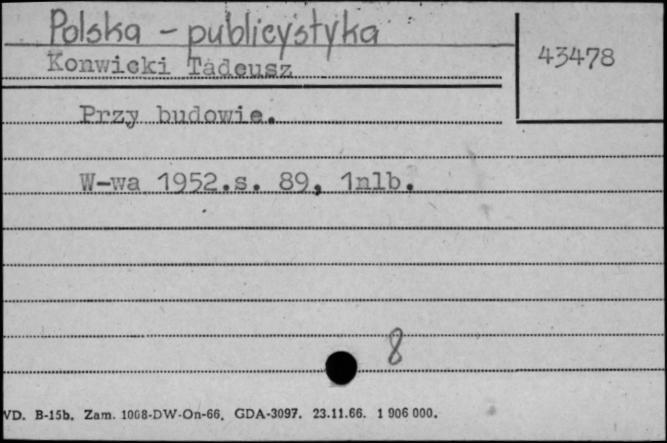 Polska - publicystyka
43478
Konwicki Tadeusz
Przy budowie.
W-wa 1952.s. 89, 1nlb.
8
VD. B-15b. Zam. 1068-DW-On-66. GDA-3097. 23.11.66. 1 906 000.